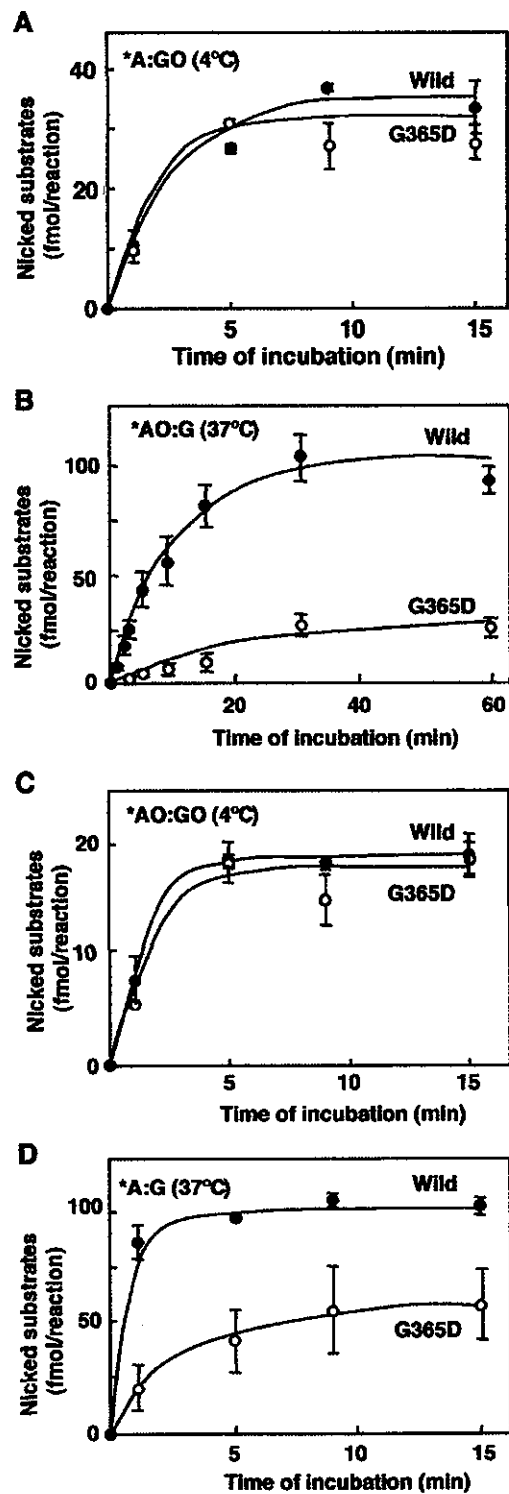 A
*A:GO (4°C)
Wild
G365D
40
20
0
5
10
15
Nicked substrates
(fmol/reaction)
Time of incubation (min)
B
*AO:G (37°C)
Wild
G365D
100
50
0
20
40
60
Nicked substrates
(fmol/reaction)
Time of incubation (min)
C
*AO:GO (4°C)
Wild
G365D
20
10
0
5
10
15
Nicked substrates
(fmol/reaction)
Time of incubation (min)
D
*A:G (37°C)
Wild
G365D
100
50
0
5
10
15
Nicked substrates
(fmol/reaction)
Time of incubation (min)